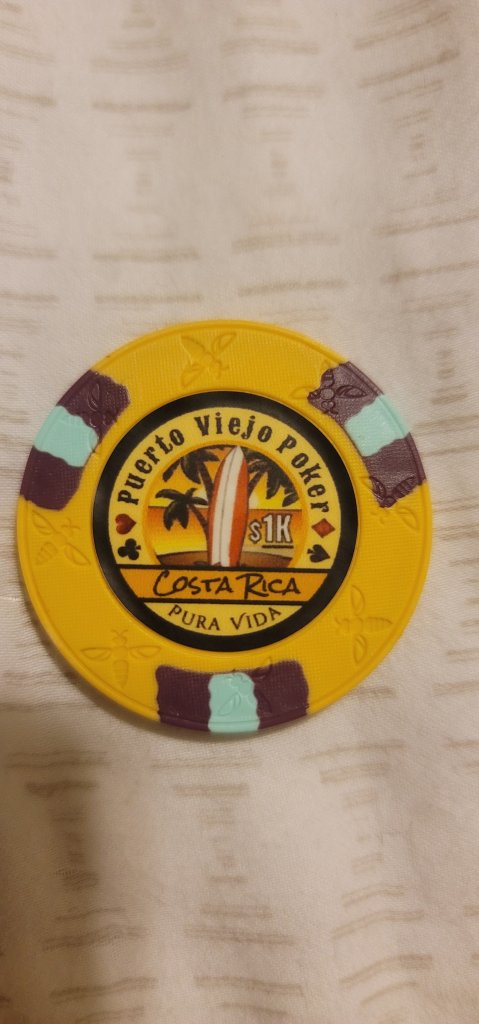 Puerto Viejo Poker
$1K
COSTA RICA
PURA VIDA